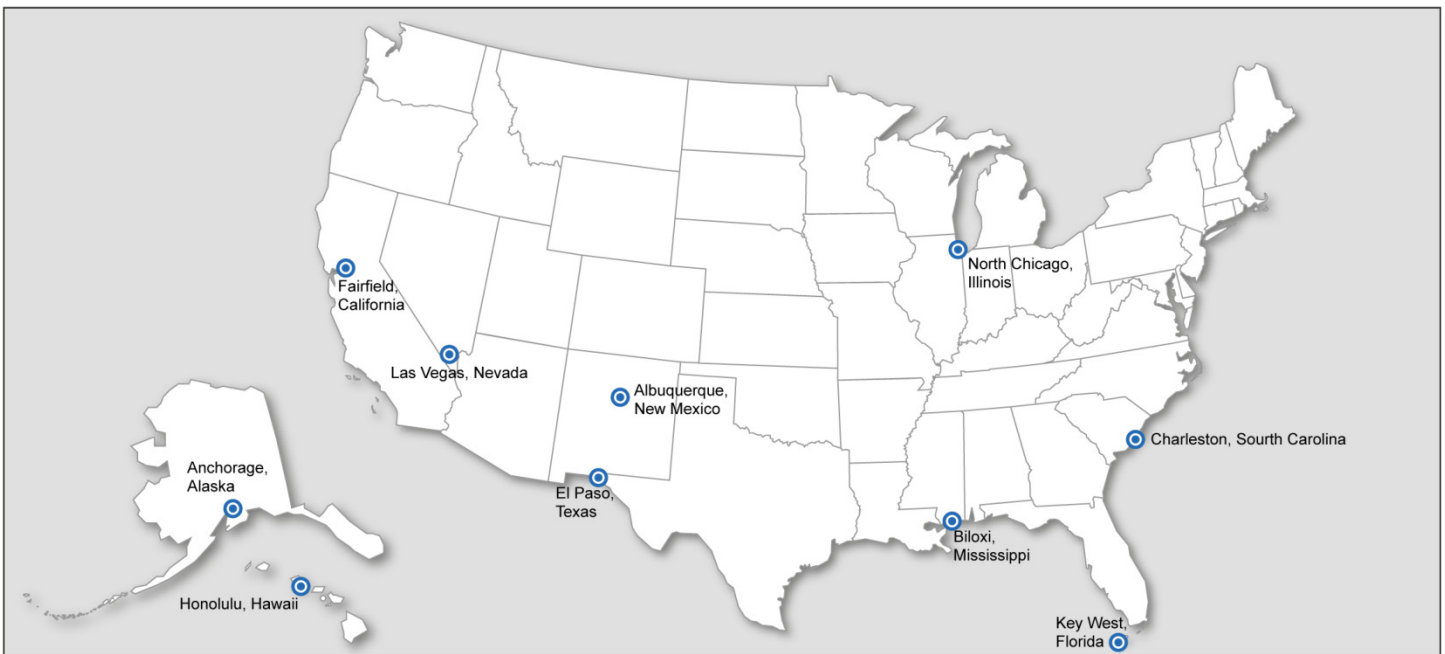 North Chicago,
Illinois
Fairfield,
California
Las Vegas, Nevada
Albuquerque,
New Mexico
Charleston, Sourth Carolina
Anchorage,
Alaska
El Paso,
Texas
Biloxi,
Mississippi
Honolulu, Hawaii
Key West,
Florida